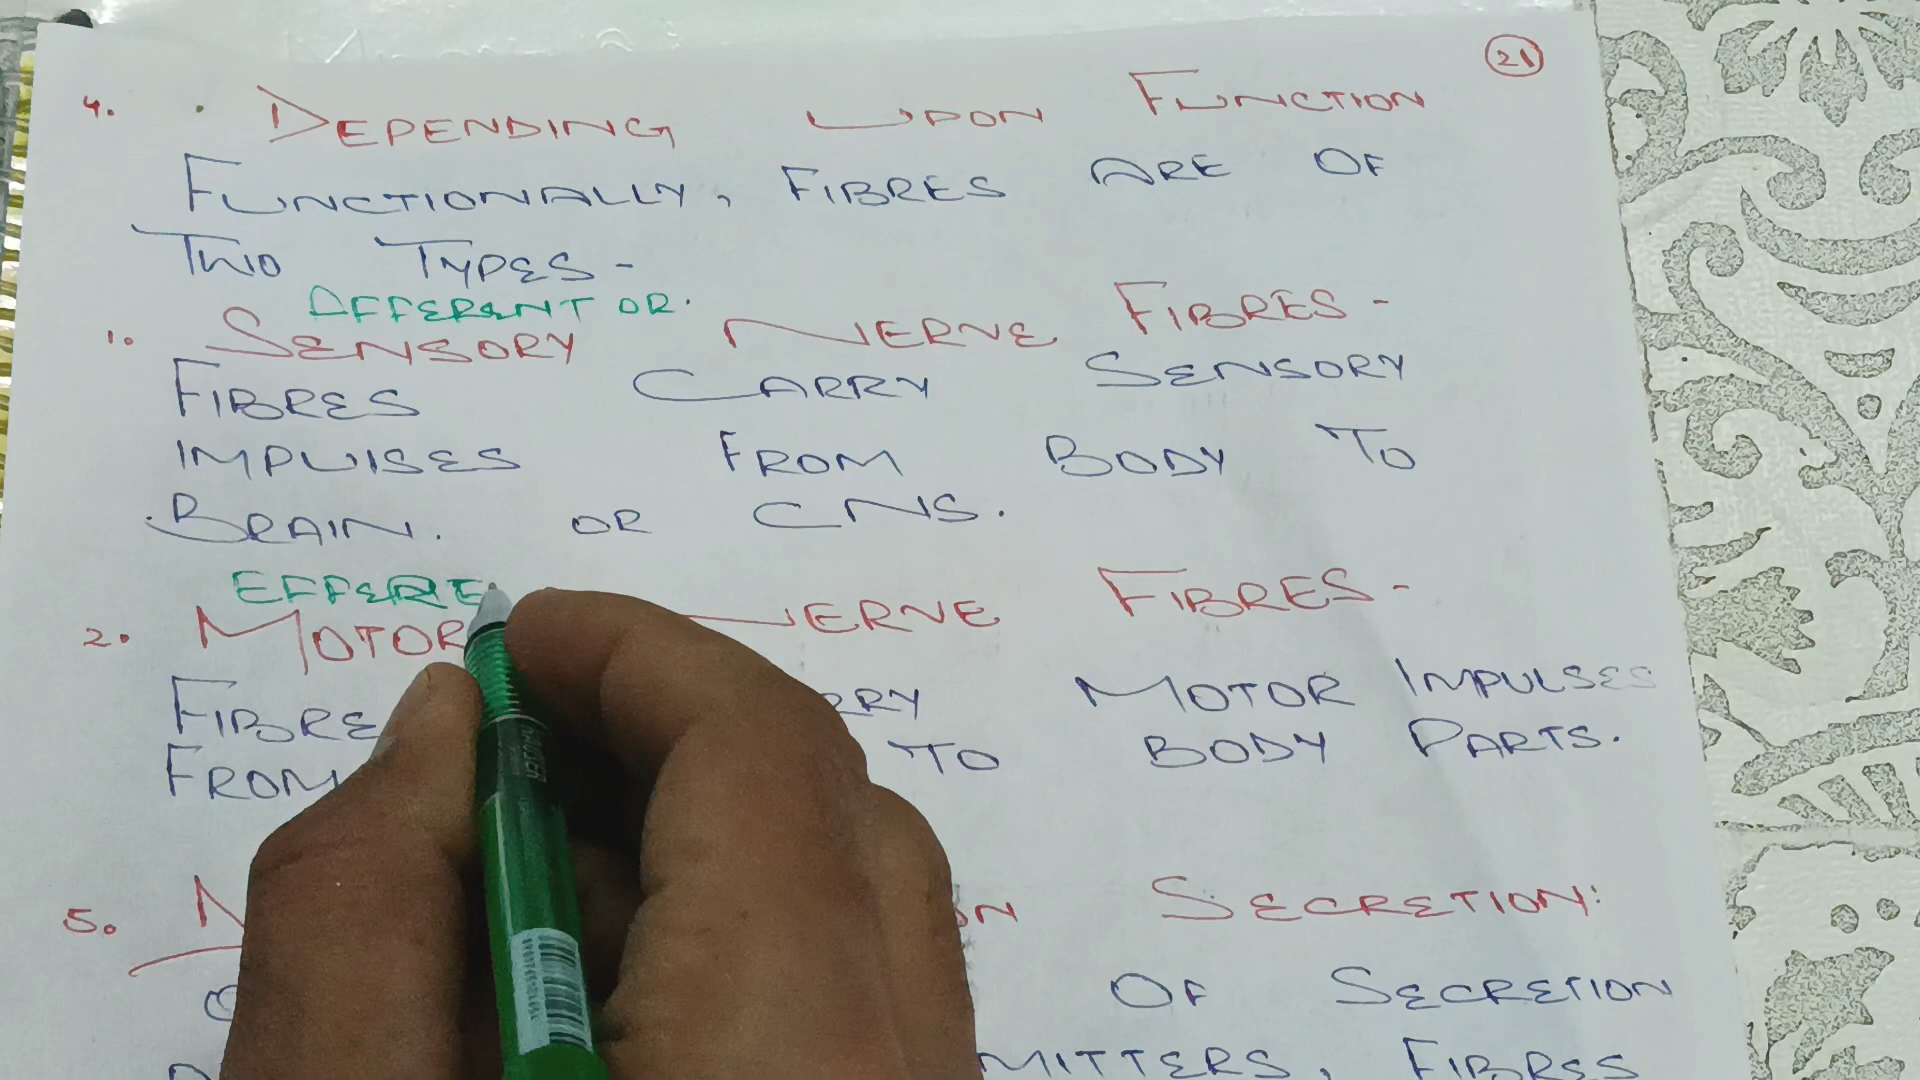 21
4. DEPENDING UPON FUNCTION
FUNCTIONALLY, FIBRES ARE OF
TWO TYPES-
AFFERENT OR.
1. SENSORY NERVE FIBRES-
FIBRES CARRY SENSORY
IMPULSES FROM BODY TO
BRAIN. OR CNS.
EFFERE
2. MOTOR NERVE FIBRES-
MOTOR IMPULSES
FROM TO BODY PARTS.
5. SECRETION:
OF SECRETION
FIBRES